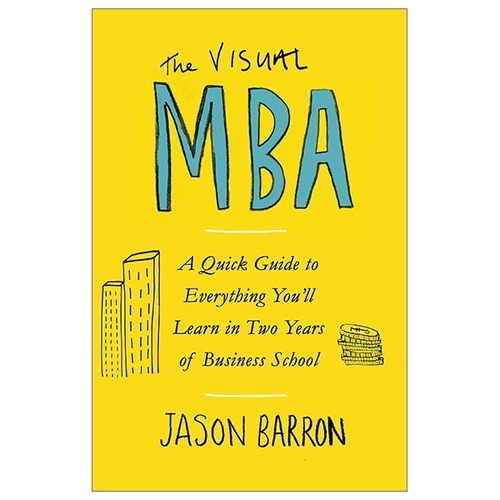 The VISUAL
MBA
A Quick Guide to
Everything You'll
Learn in Two Years
of Business School
JASON BARRON